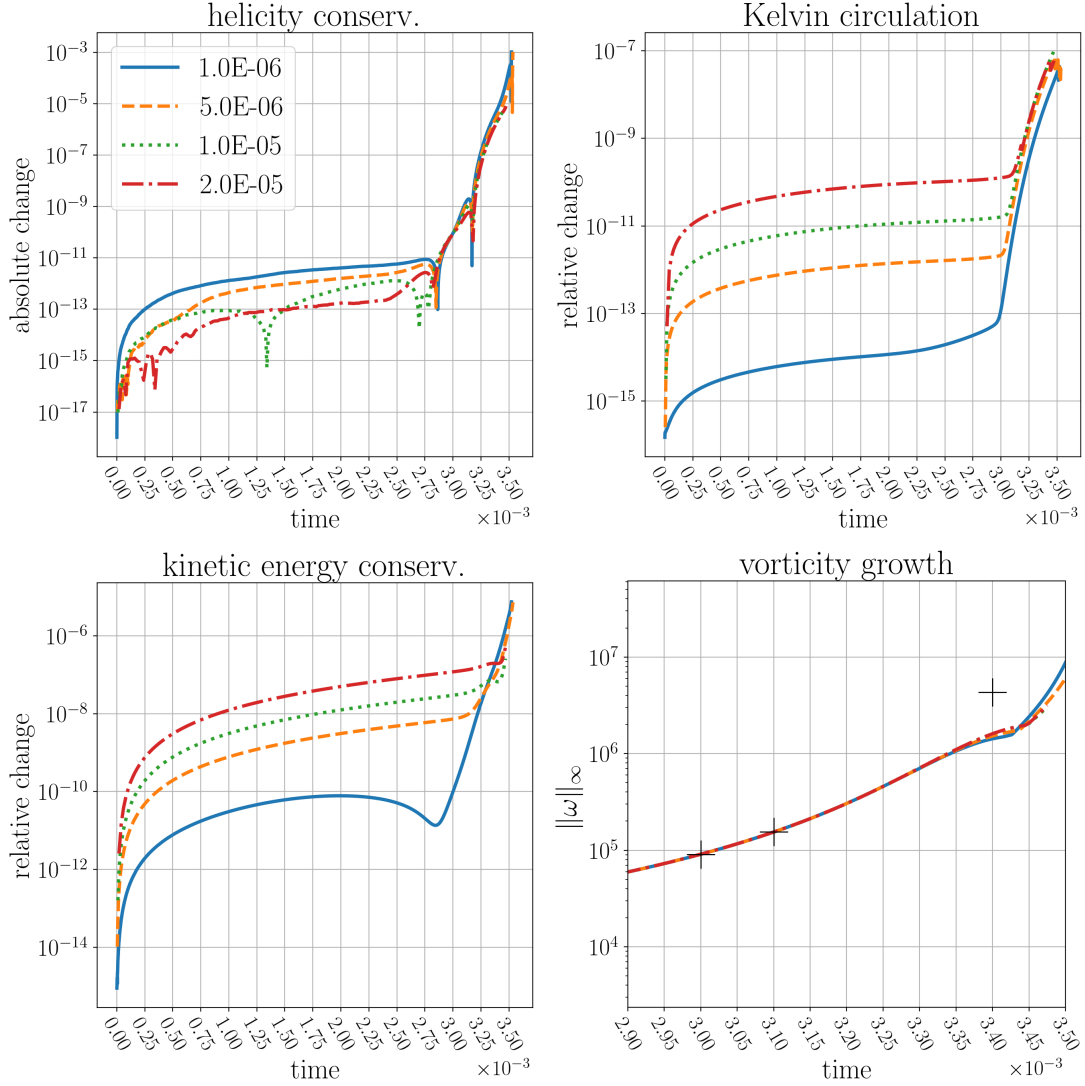 helicity conserv.
absolute change
10⁻³
10⁻⁵
10⁻⁷
10⁻⁹
10⁻¹¹
10⁻¹³
10⁻¹⁵
10⁻¹⁷
1.0E-06
5.0E-06
1.0E-05
2.0E-05
0.00 0.25 0.50 0.75 1.00 1.25 1.50 1.75 2.00 2.25 2.50 2.75 3.00 3.25 3.50
time
×10⁻³
Kelvin circulation
relative change
10⁻⁷
10⁻⁹
10⁻¹¹
10⁻¹³
10⁻¹⁵
0.00 0.25 0.50 0.75 1.00 1.25 1.50 1.75 2.00 2.25 2.50 2.75 3.00 3.25 3.50
time
×10⁻³
kinetic energy conserv.
relative change
10⁻⁶
10⁻⁸
10⁻¹⁰
10⁻¹²
10⁻¹⁴
0.00 0.25 0.50 0.75 1.00 1.25 1.50 1.75 2.00 2.25 2.50 2.75 3.00 3.25 3.50
time
×10⁻³
vorticity growth
||ω||∞
10⁷
10⁶
10⁵
10⁴
2.90 2.95 3.00 3.05 3.10 3.15 3.20 3.25 3.30 3.35 3.40 3.45 3.50
time
×10⁻³